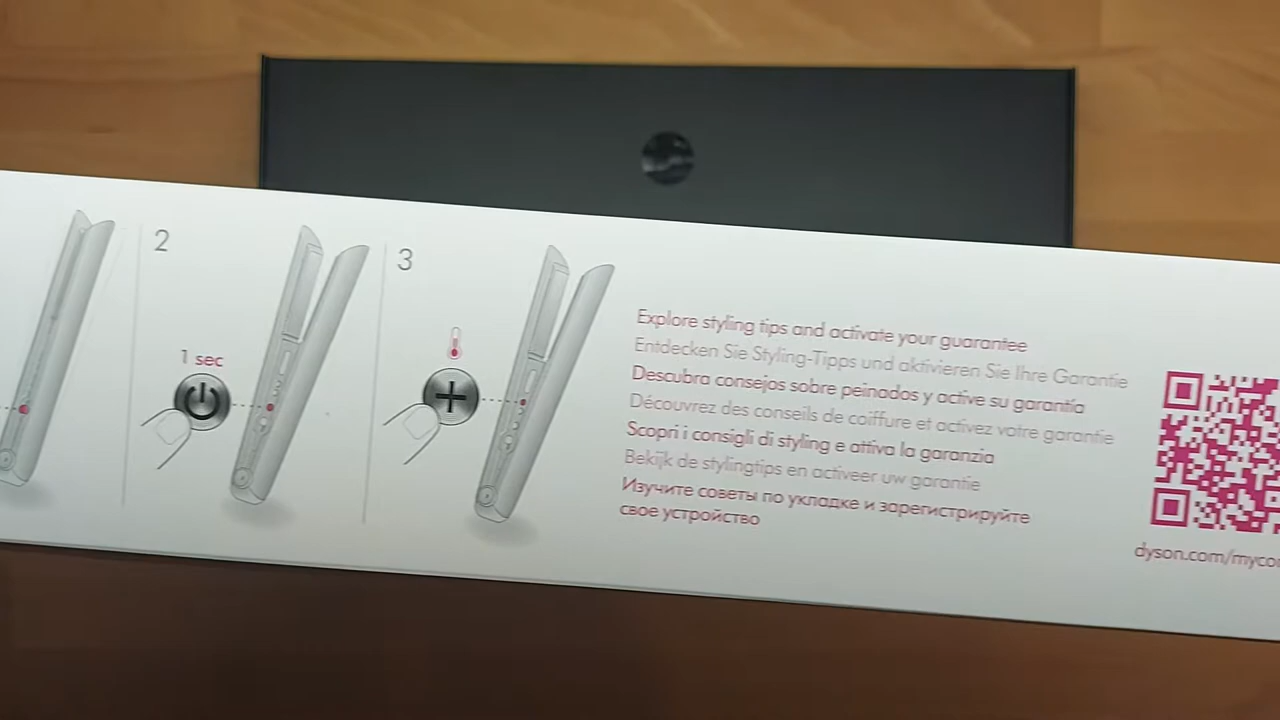 2
3
1 sec
Explore styling tips and activate your guarantee
Entdecken Sie Styling-Tipps und aktivieren Sie Ihre Garantie
Descubra consejos sobre peinados y active su garantía
Découvrez des conseils de coiffure et activez votre garantie
Scopri i consigli di styling e attiva la garanzia
Bekijk de stylingtips en activeer uw garantie
Изучите советы по укладке и зарегистрируйте
свое устройство
dyson.com/myco